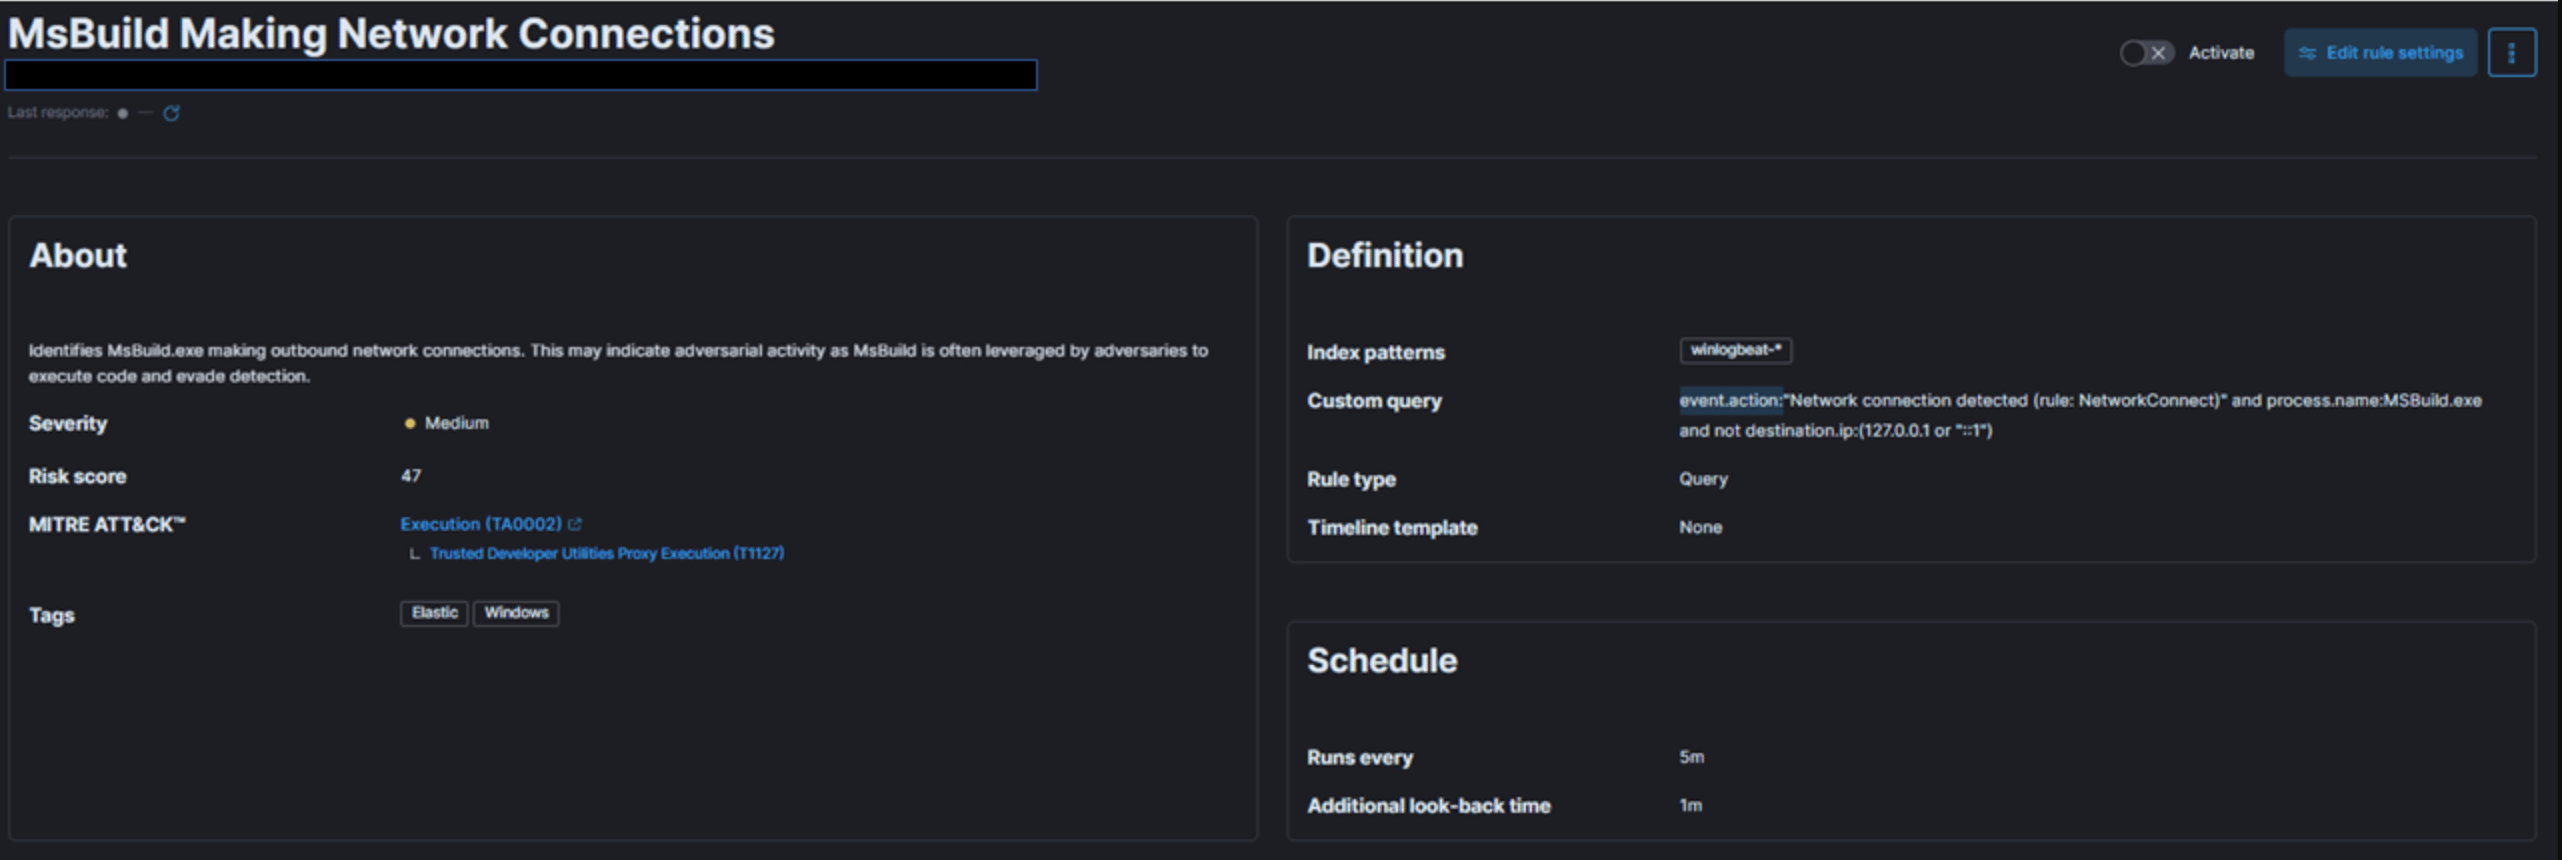 MsBuild Making Network Connections
Activate
Edit rule settings
Last response: —
About
Identifies MsBuild.exe making outbound network connections. This may indicate adversarial activity as MsBuild is often leveraged by adversaries to
execute code and evade detection.
Severity Medium
Risk score 47
MITRE ATT&CK™ Execution (TA0002)
Trusted Developer Utilities Proxy Execution (T1127)
Tags Elastic Windows
Definition
Index patterns winlogbeat-*
Custom query event.action:"Network connection detected (rule: NetworkConnect)" and process.name:MSBuild.exe
and not destination.ip:(127.0.0.1 or "::1")
Rule type Query
Timeline template None
Schedule
Runs every 5m
Additional look-back time 1m